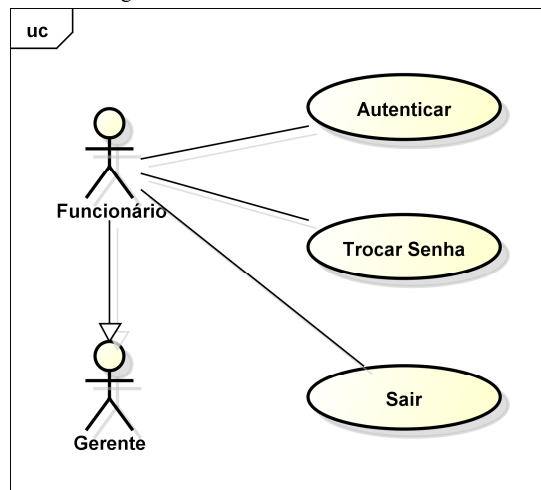 uc
Autenticar
Funcionário
Trocar Senha
Sair
Gerente